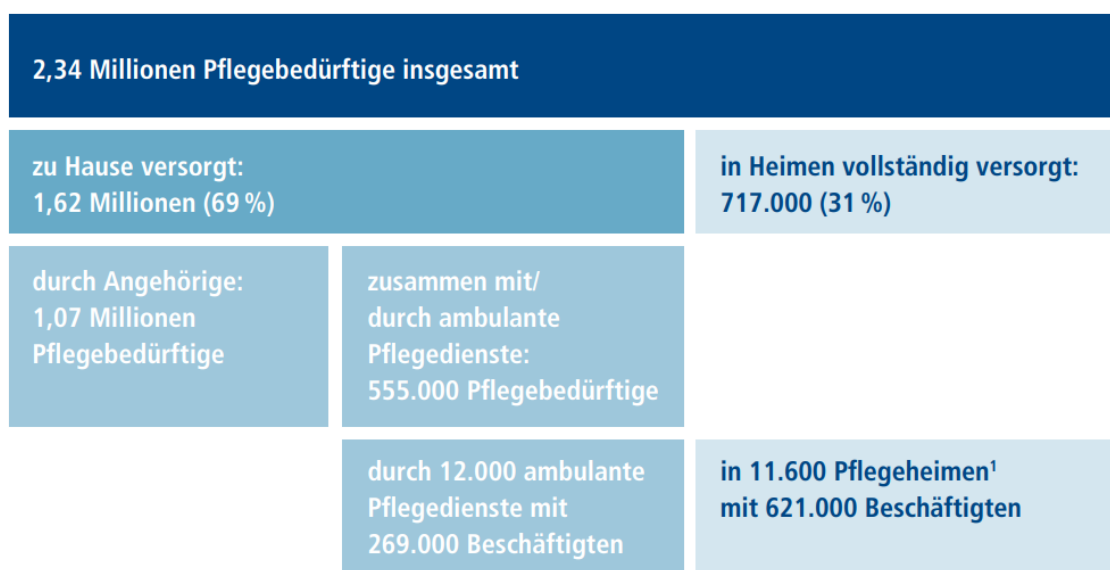 2,34 Millionen Pflegebedürftige insgesamt
zu Hause versorgt:
1,62 Millionen (69 %)
in Heimen vollständig versorgt:
717.000 (31 %)
durch Angehörige:
1,07 Millionen
Pflegebedürftige
zusammen mit/
durch ambulante
Pflegedienste:
555.000 Pflegebedürftige
durch 12.000 ambulante
Pflegedienste mit
269.000 Beschäftigten
in 11.600 Pflegeheimen¹
mit 621.000 Beschäftigten